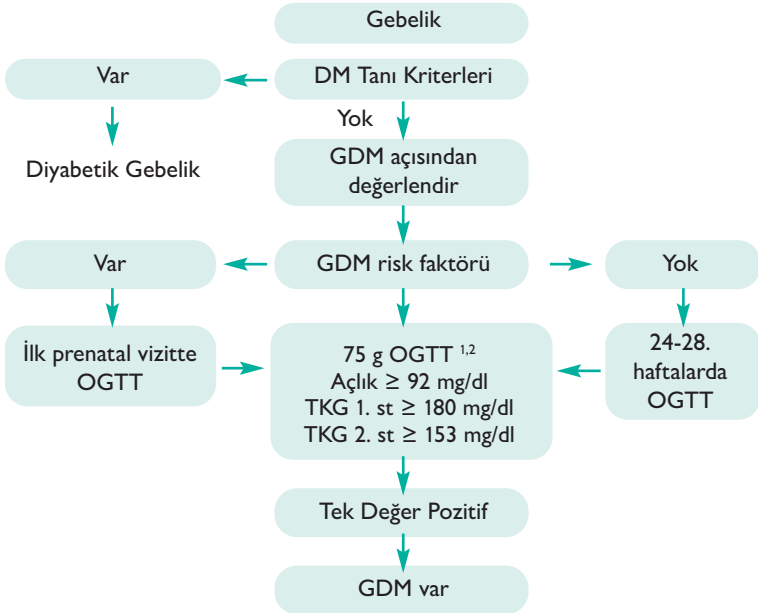 Gebelik
Var
DM Tanı Kriterleri
Yok
Diyabetik Gebelik
GDM açısından
değerlendir
Var
GDM risk faktörü
Yok
İlk prenatal vizitte
OGTT
75 g OGTT 1,2
Açlık ≥ 92 mg/dl
TKG 1. st ≥ 180 mg/dl
TKG 2. st ≥ 153 mg/dl
24-28.
haftalarda
OGTT
Tek Değer Pozitif
GDM var